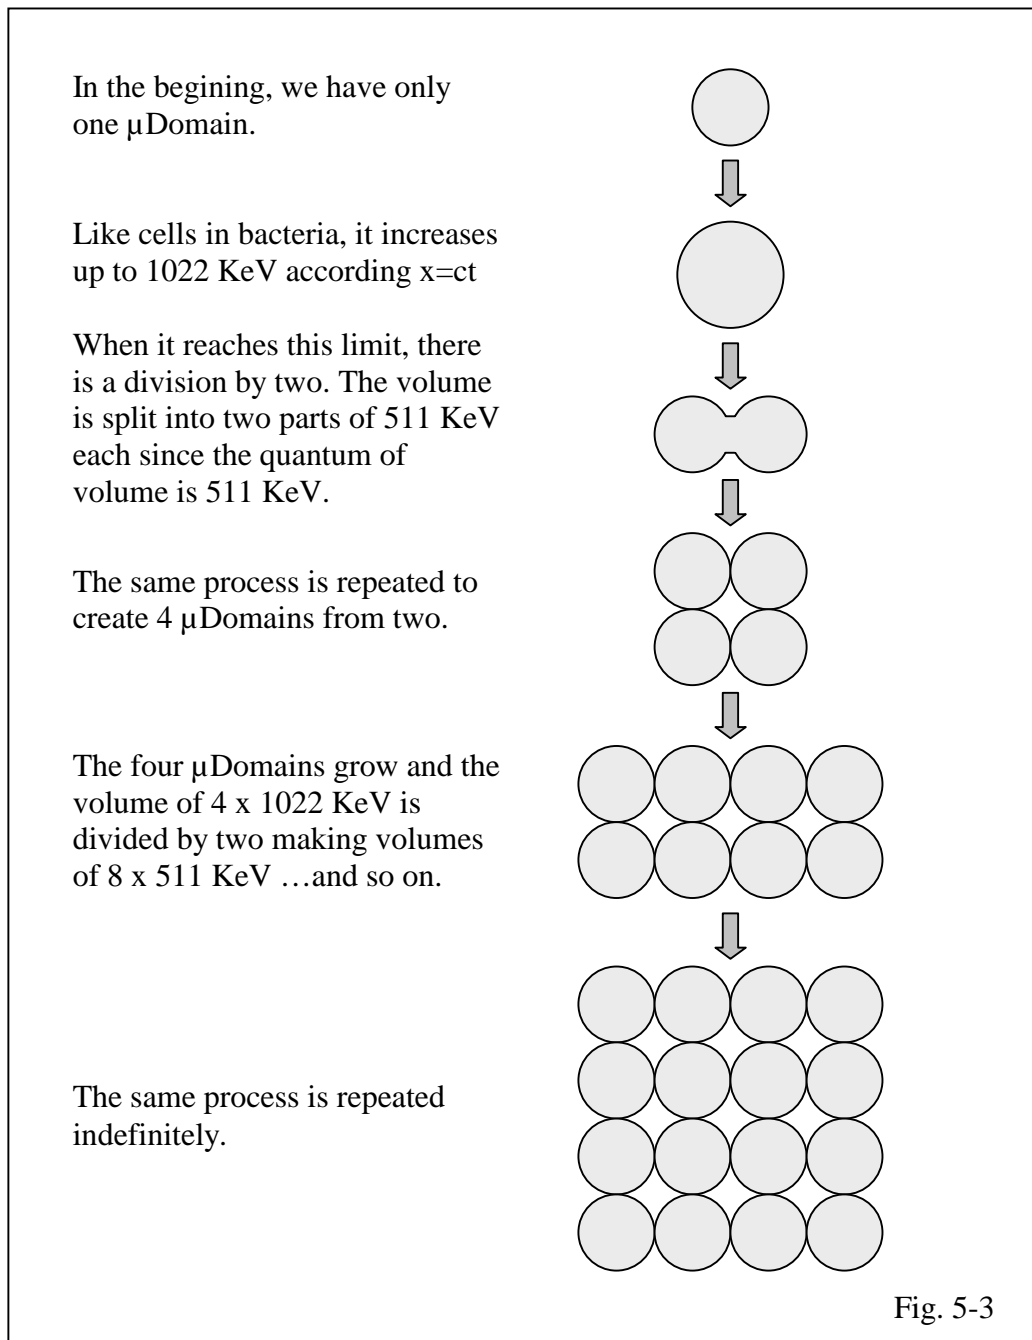 In the begining, we have only
one µDomain.
Like cells in bacteria, it increases
up to 1022 KeV according x=ct
When it reaches this limit, there
is a division by two. The volume
is split into two parts of 511 KeV
each since the quantum of
volume is 511 KeV.
The same process is repeated to
create 4 µDomains from two.
The four µDomains grow and the
volume of 4 x 1022 KeV is
divided by two making volumes
of 8 x 511 KeV …and so on.
The same process is repeated
indefinitely.
Fig. 5-3